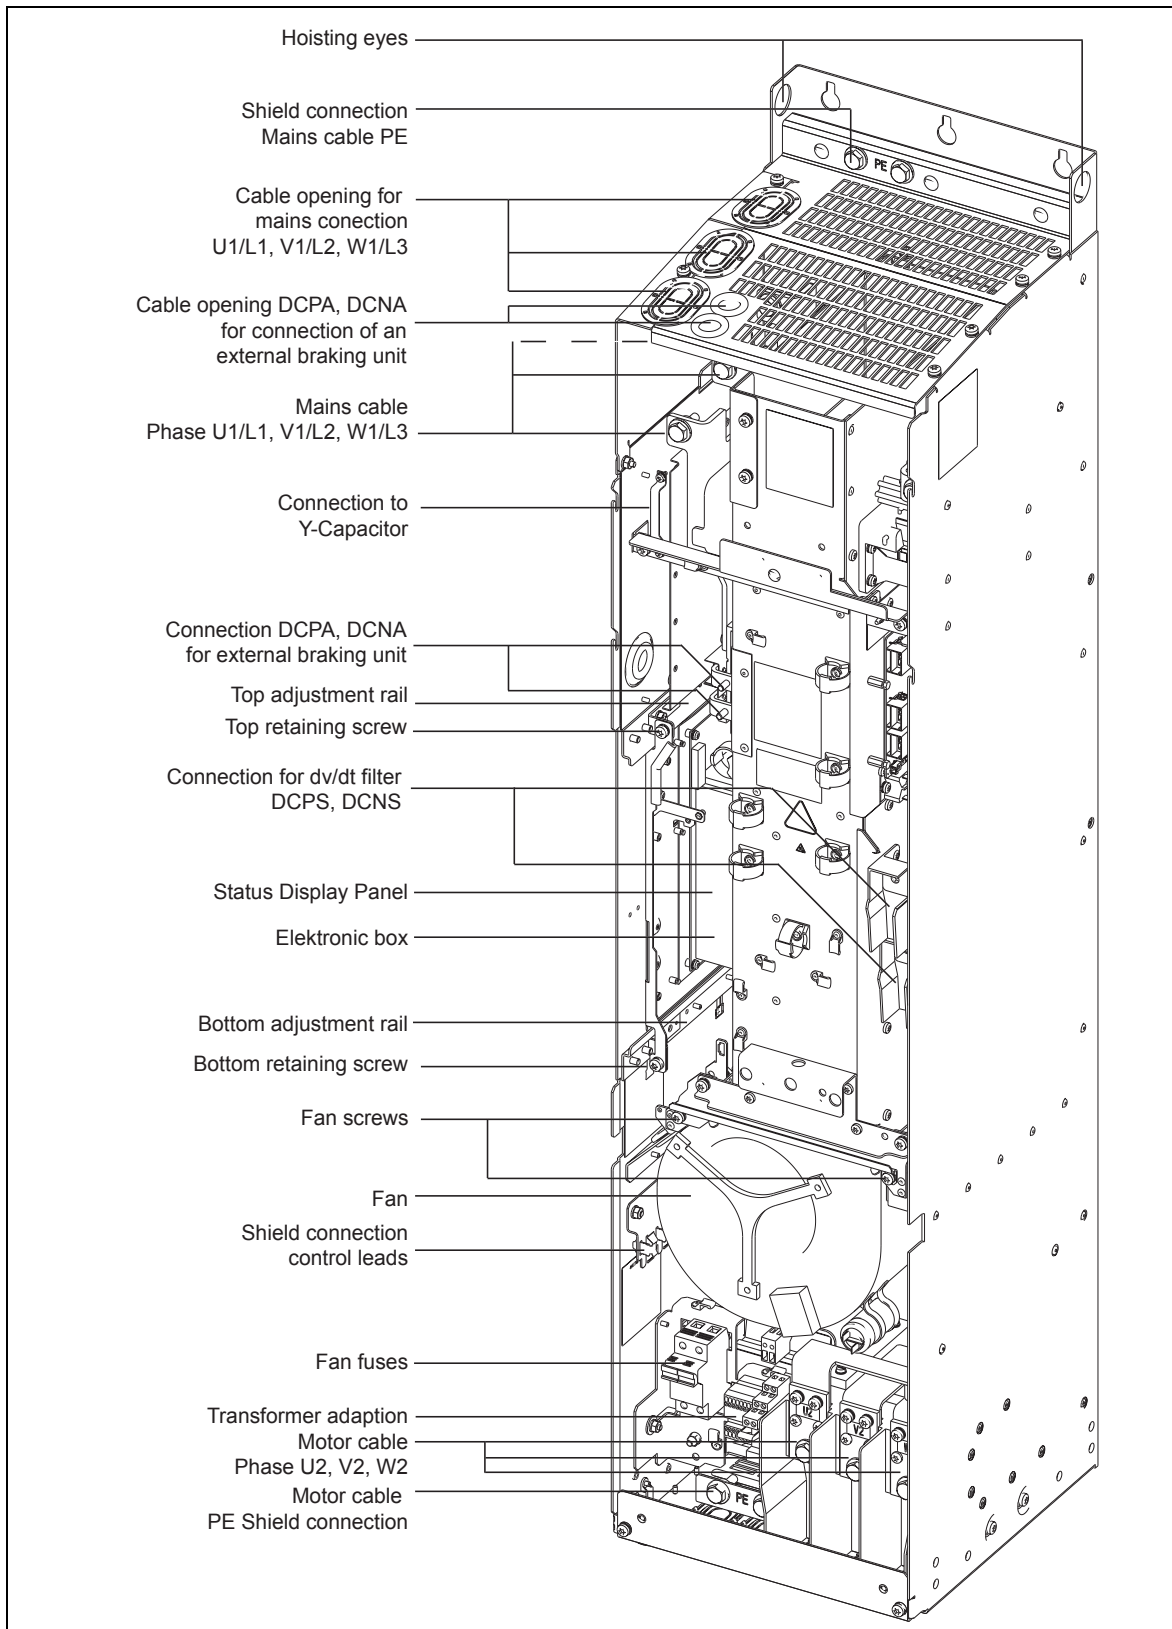 Hoisting eyes
Shield connection
Mains cable PE
PE
Cable opening for
mains conection
U1/L1, V1/L2, W1/L3
Cable opening DCPA, DCNA
for connection of an
external braking unit
Mains cable
Phase U1/L1, V1/L2, W1/L3
Connection to
Y-Capacitor
Connection DCPA, DCNA
for external braking unit
Top adjustment rail
Top retaining screw
Connection for dv/dt filter
DCPS, DCNS
Status Display Panel
Elektronic box
Bottom adjustment rail
Bottom retaining screw
Fan screws
Fan
Shield connection
control leads
Fan fuses
Transformer adaption
U2
V2
Motor cable
Phase U2, V2, W2
Motor cable
PE
PE Shield connection